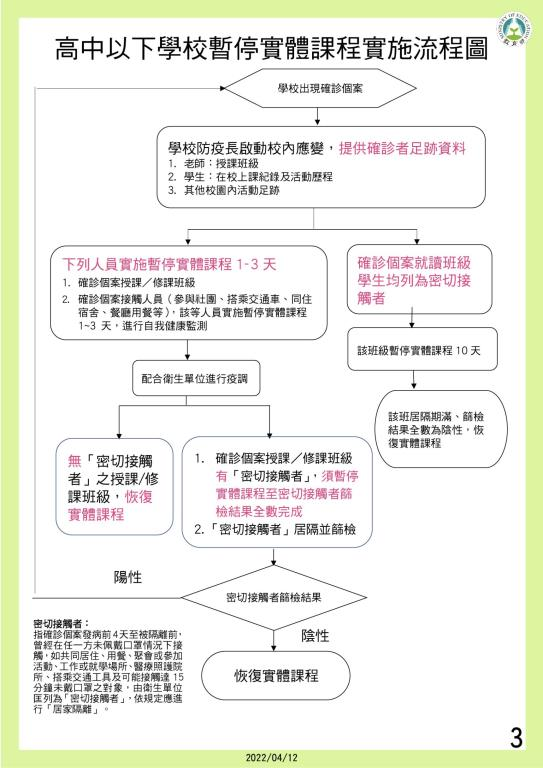 MINISTRY OF EDUCATION
教育部
高中以下學校暫停實體課程實施流程圖
學校出現確診個案
學校防疫長啟動校內應變，提供確診者足跡資料
1. 老師：授課班級
2. 學生：在校上課紀錄及活動歷程
3. 其他校園內活動足跡
下列人員實施暫停實體課程 1-3 天
1. 確診個案授課／修課班級
2. 確診個案接觸人員（參與社團、搭乘交通車、同住
宿舍、餐廳用餐等），該等人員實施暫停實體課程
1~3 天，進行自我健康監測
確診個案就讀班級
學生均列為密切接
觸者
該班級暫停實體課程 10 天
配合衛生單位進行疫調
該班居隔期滿、篩檢
結果全數為陰性，恢
復實體課程
無「密切接觸
者」之授課/修
課班級，恢復
實體課程
1. 確診個案授課／修課班級
有「密切接觸者」，須暫停
實體課程至密切接觸者篩
檢結果全數完成
2.「密切接觸者」居隔並篩檢
陽性
密切接觸者篩檢結果
陰性
恢復實體課程
密切接觸者：
指確診個案發病前 4 天至被隔離前，
曾經在任一方未佩戴口罩情況下接
觸，如共同居住、用餐、聚會或參加
活動、工作或就學場所、醫療照護院
所、搭乘交通工具及可能接觸達 15
分鐘未戴口罩之對象，由衛生單位
匡列為「密切接觸者」，依規定應進
行「居家隔離」。
3
2022/04/12